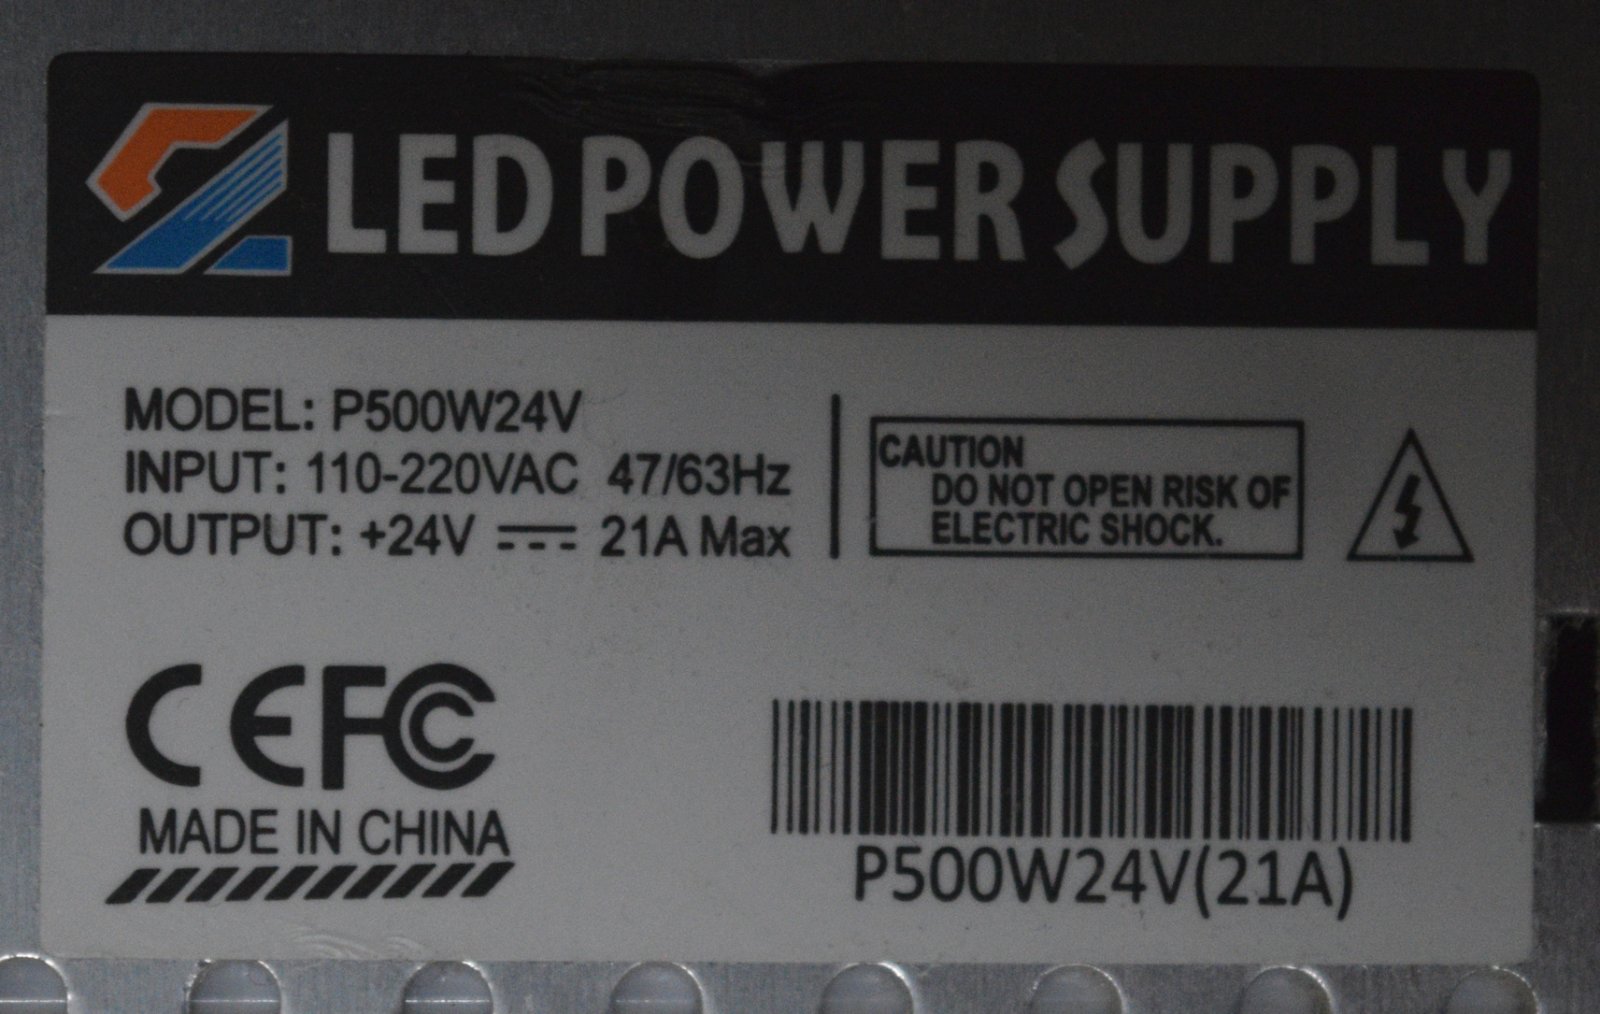 LED POWER SUPPLY
MODEL: P500W24V
INPUT: 110-220VAC 47/63Hz
OUTPUT: +24V ⎓ 21A Max
CAUTION
DO NOT OPEN RISK OF
ELECTRIC SHOCK.
CE FC
MADE IN CHINA
P500W24V(21A)